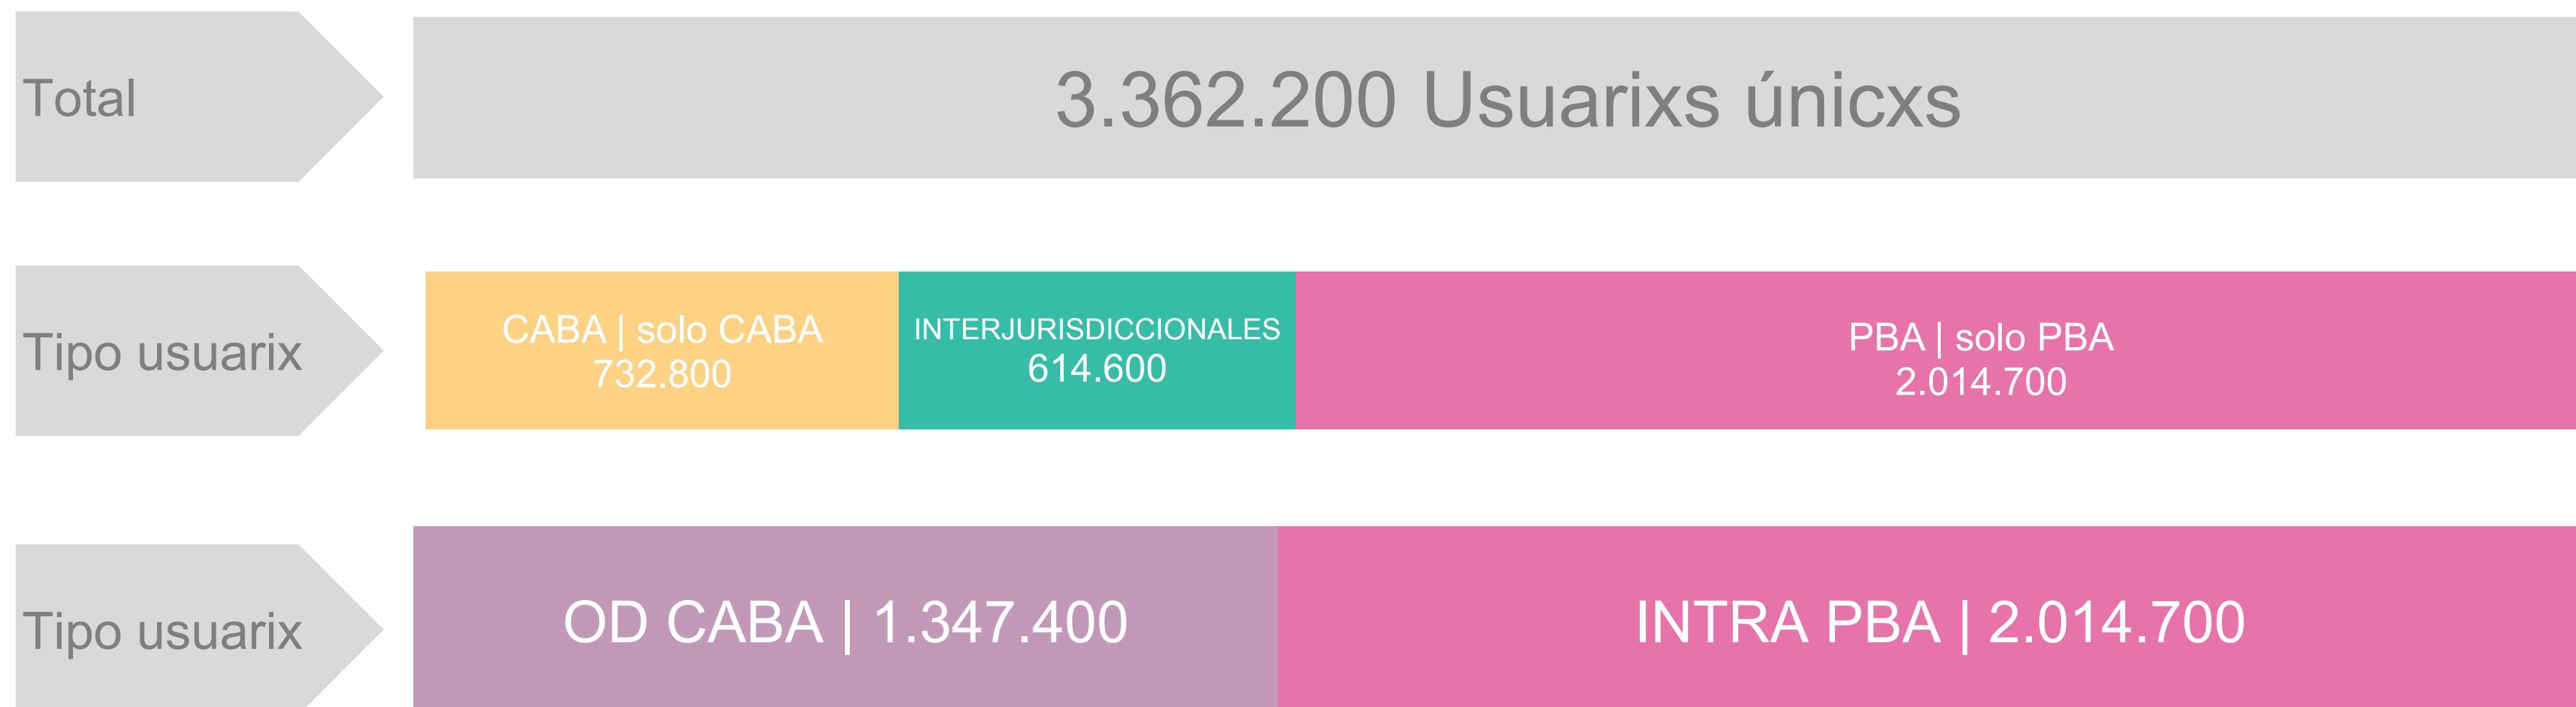 Total
3.362.200 Usuarixs únicxs
Tipo usuarix
CABA | solo CABA
732.800
INTERJURISDICCIONALES
614.600
PBA | solo PBA
2.014.700
Tipo usuarix
OD CABA | 1.347.400
INTRA PBA | 2.014.700